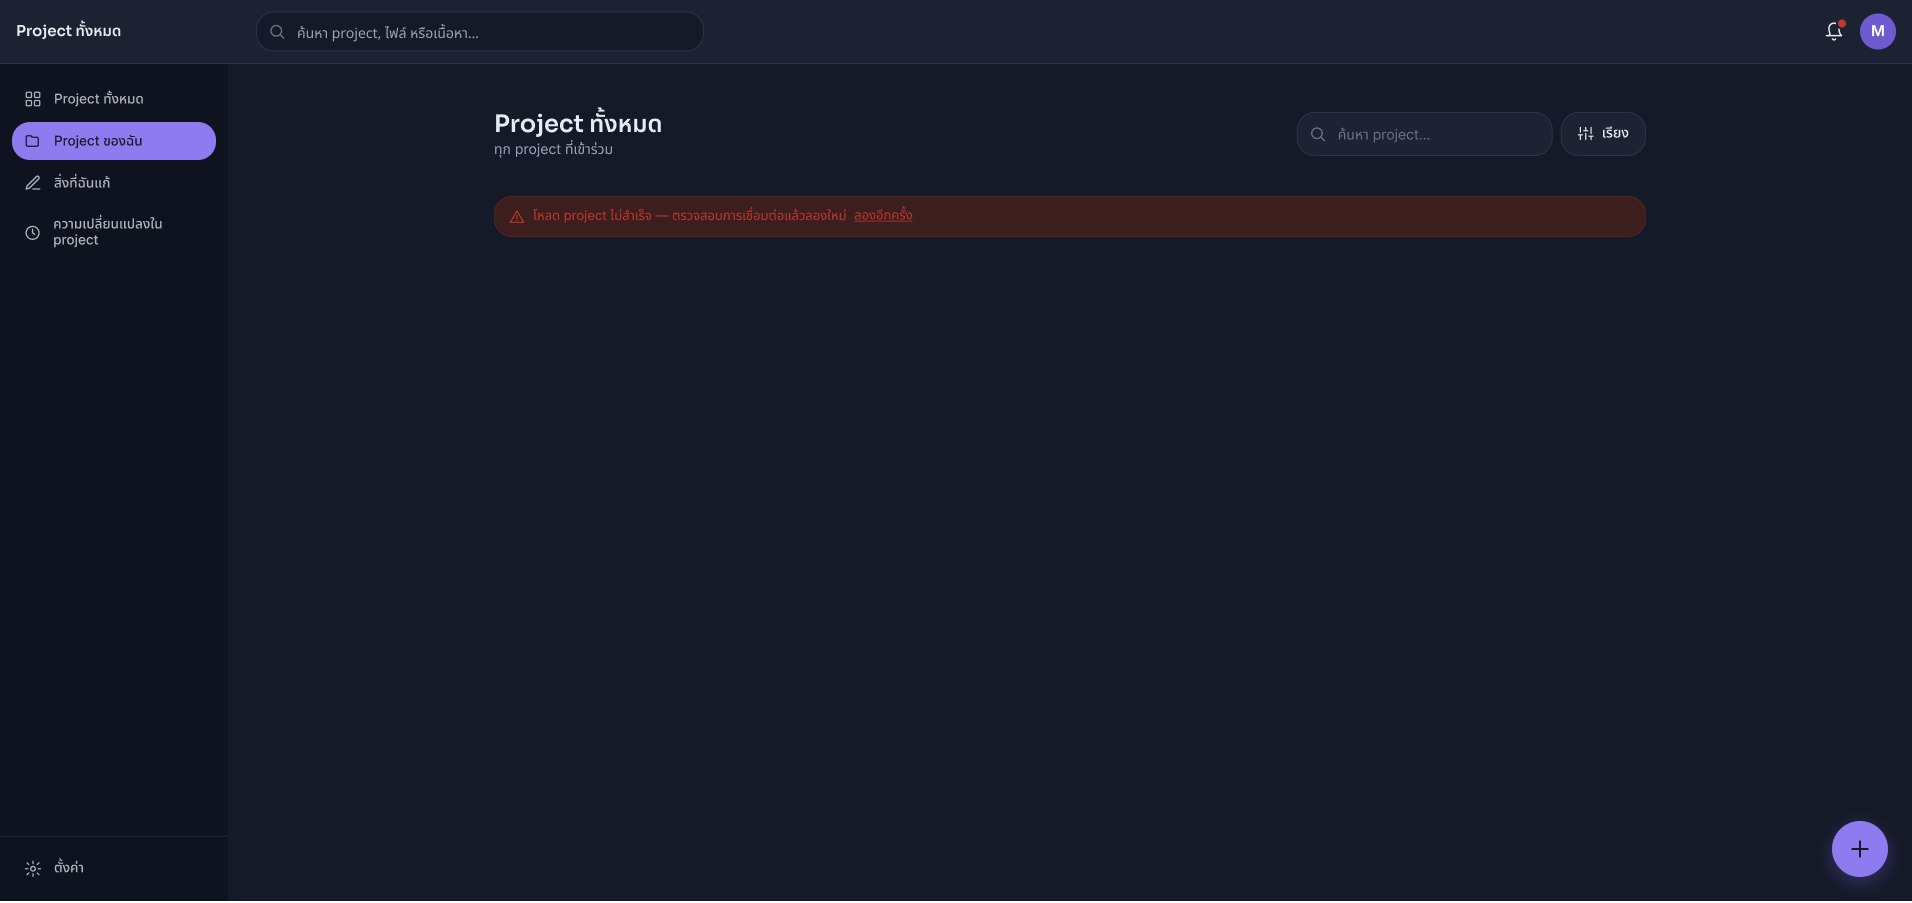 Project ทั้งหมด
ค้นหา project, ไฟล์ หรือเนื้อหา...
M
Project ทั้งหมด
Project ของฉัน
สิ่งที่ฉันแก้
ความเปลี่ยนแปลงใน
project
Project ทั้งหมด
ทุก project ที่เข้าร่วม
ค้นหา project...
เรียง
โหลด project ไม่สำเร็จ — ตรวจสอบการเชื่อมต่อแล้วลองใหม่ ลองอีกครั้ง
ตั้งค่า